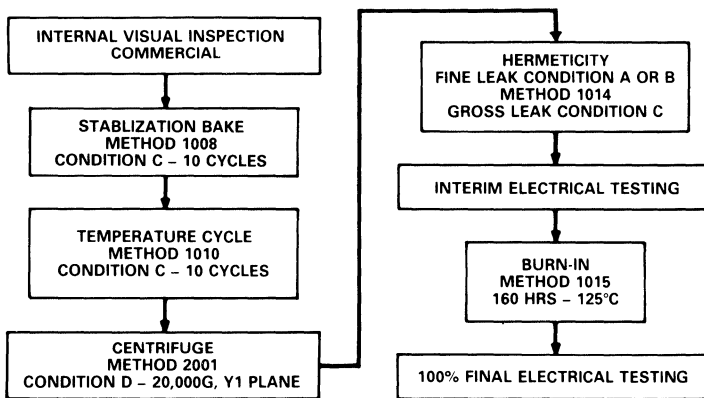 INTERNAL VISUAL INSPECTION
COMMERCIAL
STABLIZATION BAKE
METHOD 1008
CONDITION C – 10 CYCLES
TEMPERATURE CYCLE
METHOD 1010
CONDITION C – 10 CYCLES
CENTRIFUGE
METHOD 2001
CONDITION D – 20,000G, Y1 PLANE
HERMETICITY
FINE LEAK CONDITION A OR B
METHOD 1014
GROSS LEAK CONDITION C
INTERIM ELECTRICAL TESTING
BURN-IN
METHOD 1015
160 HRS – 125°C
100% FINAL ELECTRICAL TESTING